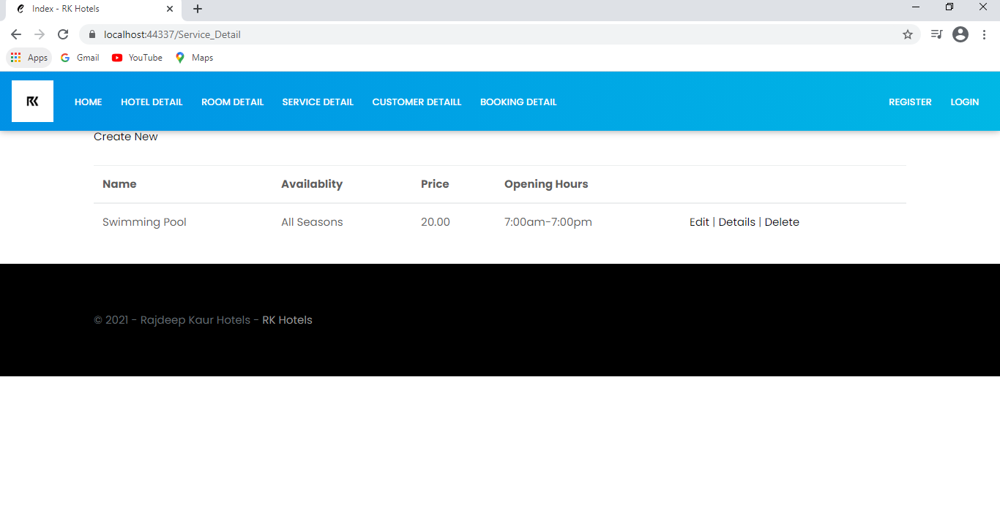 Index - RK Hotels
localhost:44337/Service_Detail
Apps Gmail YouTube Maps
RK HOME HOTEL DETAIL ROOM DETAIL SERVICE DETAIL CUSTOMER DETAILL BOOKING DETAIL REGISTER LOGIN
Create New
Name Availablity Price Opening Hours
Swimming Pool All Seasons 20.00 7:00am-7:00pm Edit | Details | Delete
© 2021 - Rajdeep Kaur Hotels - RK Hotels